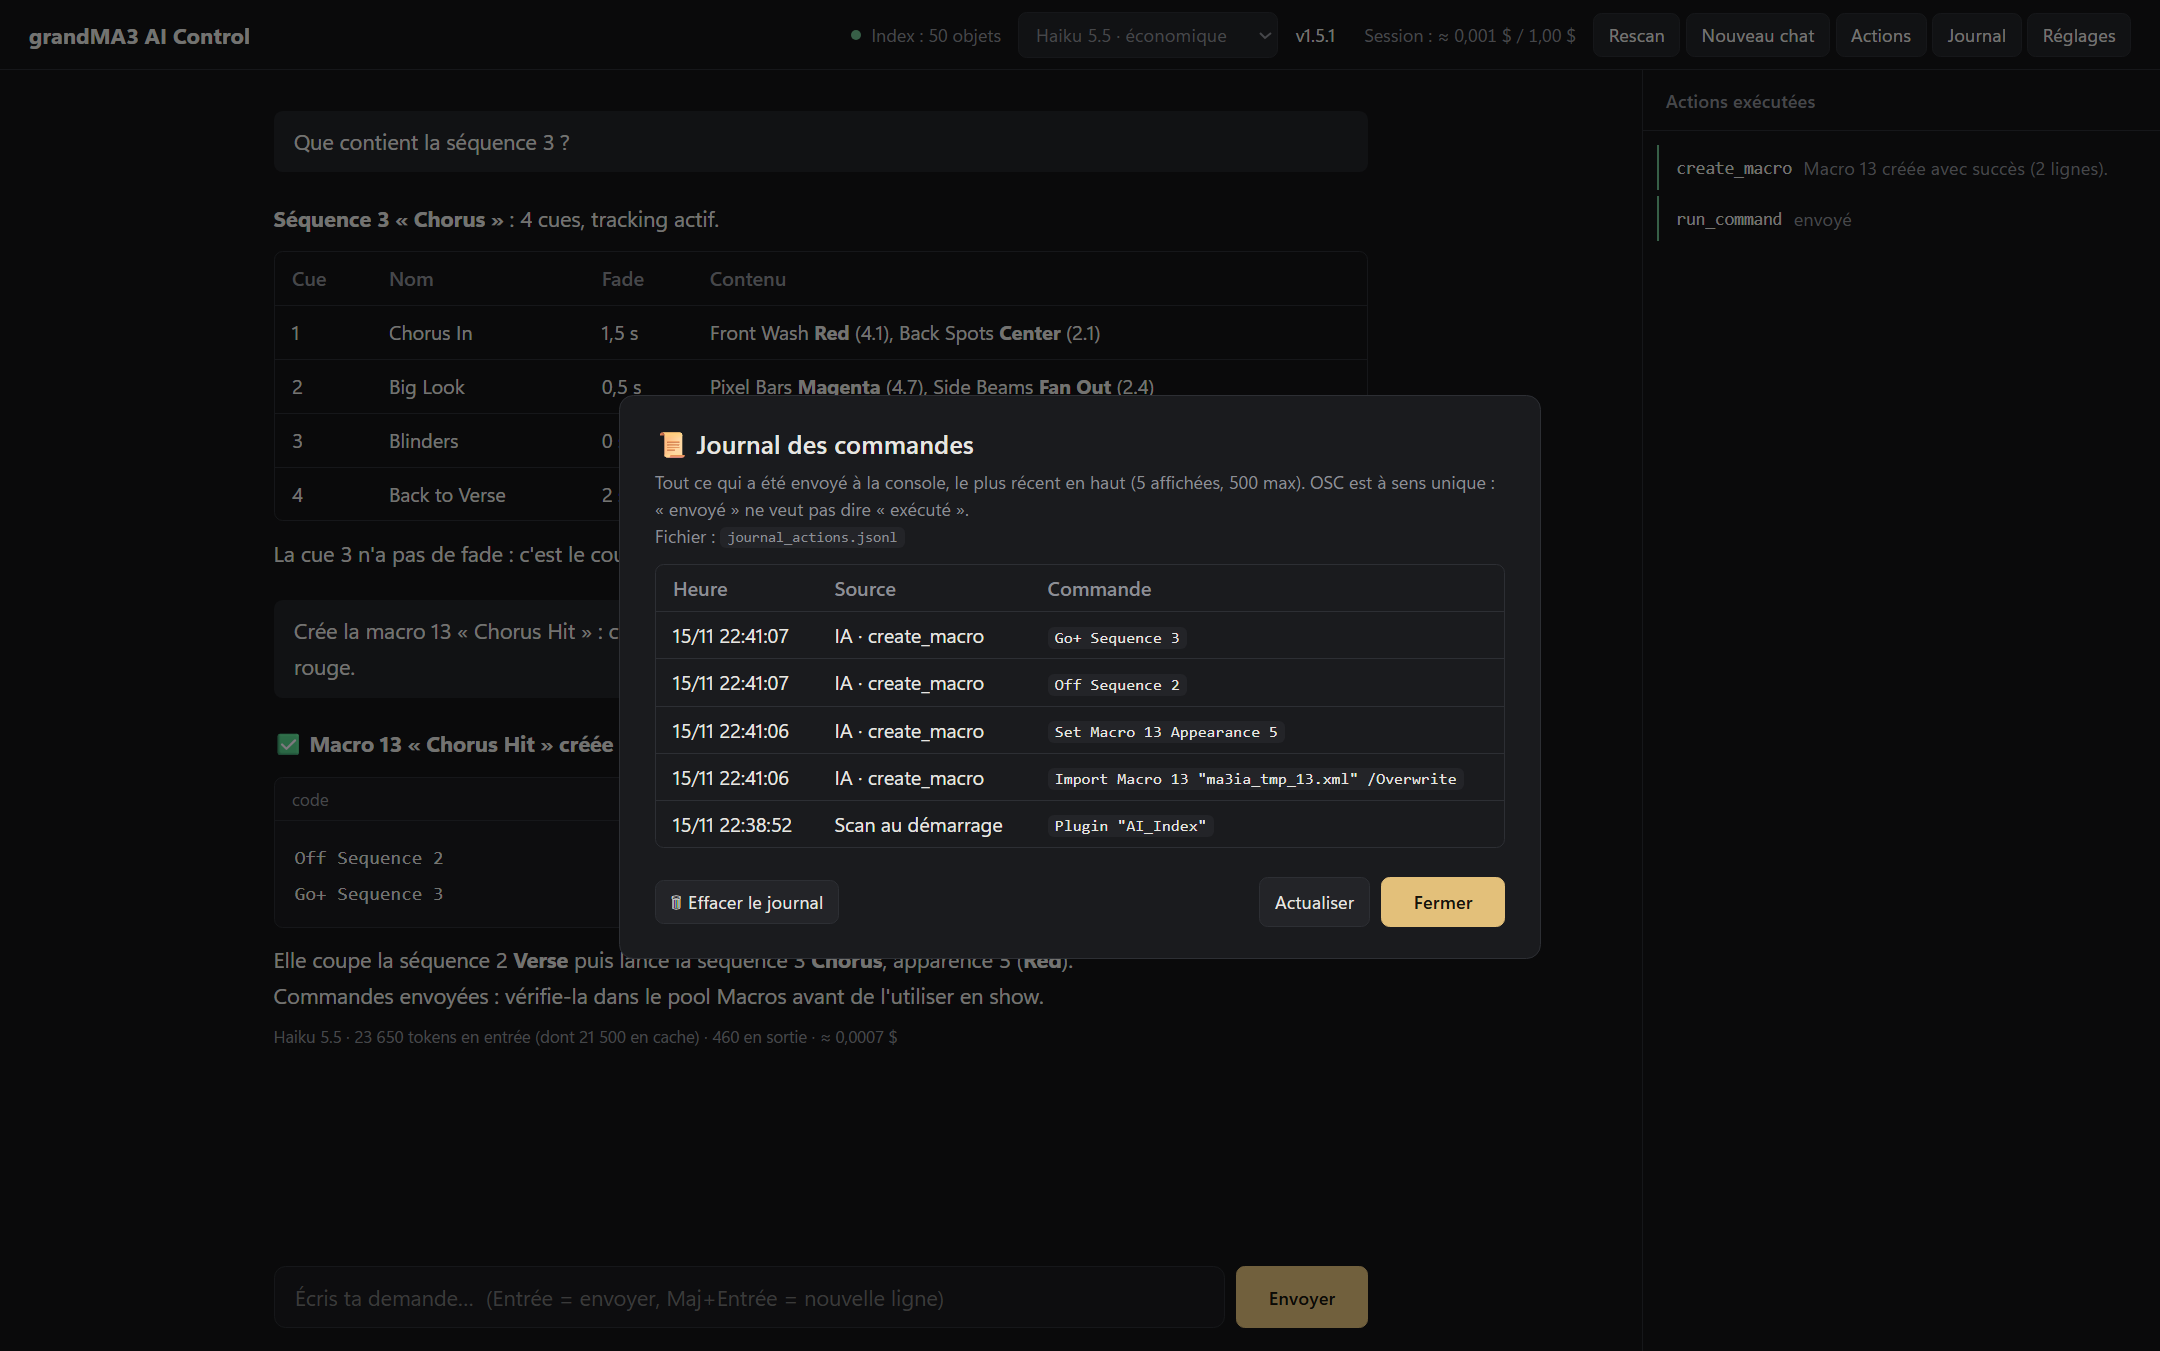 grandMA3 AI Control
Index : 50 objets
Haiku 5.5 · économique
v1.5.1
Session : ≈ 0,001 $ / 1,00 $
Rescan
Nouveau chat
Actions
Journal
Réglages
Que contient la séquence 3 ?
Séquence 3 « Chorus » : 4 cues, tracking actif.
Cue Nom Fade Contenu
1 Chorus In 1,5 s Front Wash Red (4.1), Back Spots Center (2.1)
2 Big Look 0,5 s Pixel Bars Magenta (4.7), Side Beams Fan Out (2.4)
3 Blinders 0
4 Back to Verse 2
La cue 3 n'a pas de fade : c'est le cou
Crée la macro 13 « Chorus Hit » : c
rouge.
✅ Macro 13 « Chorus Hit » créée
code
Off Sequence 2
Go+ Sequence 3
Elle coupe la séquence 2 Verse puis lance la séquence 3 Chorus, apparence 5 (Red).
Commandes envoyées : vérifie-la dans le pool Macros avant de l'utiliser en show.
Haiku 5.5 · 23 650 tokens en entrée (dont 21 500 en cache) · 460 en sortie · ≈ 0,0007 $
Écris ta demande... (Entrée = envoyer, Maj+Entrée = nouvelle ligne)
Envoyer
Actions exécutées
create_macro Macro 13 créée avec succès (2 lignes).
run_command envoyé
📜 Journal des commandes
Tout ce qui a été envoyé à la console, le plus récent en haut (5 affichées, 500 max). OSC est à sens unique :
« envoyé » ne veut pas dire « exécuté ».
Fichier : journal_actions.jsonl
Heure Source Commande
15/11 22:41:07 IA · create_macro Go+ Sequence 3
15/11 22:41:07 IA · create_macro Off Sequence 2
15/11 22:41:06 IA · create_macro Set Macro 13 Appearance 5
15/11 22:41:06 IA · create_macro Import Macro 13 "ma3ia_tmp_13.xml" /Overwrite
15/11 22:38:52 Scan au démarrage Plugin "AI_Index"
🗑 Effacer le journal
Actualiser
Fermer